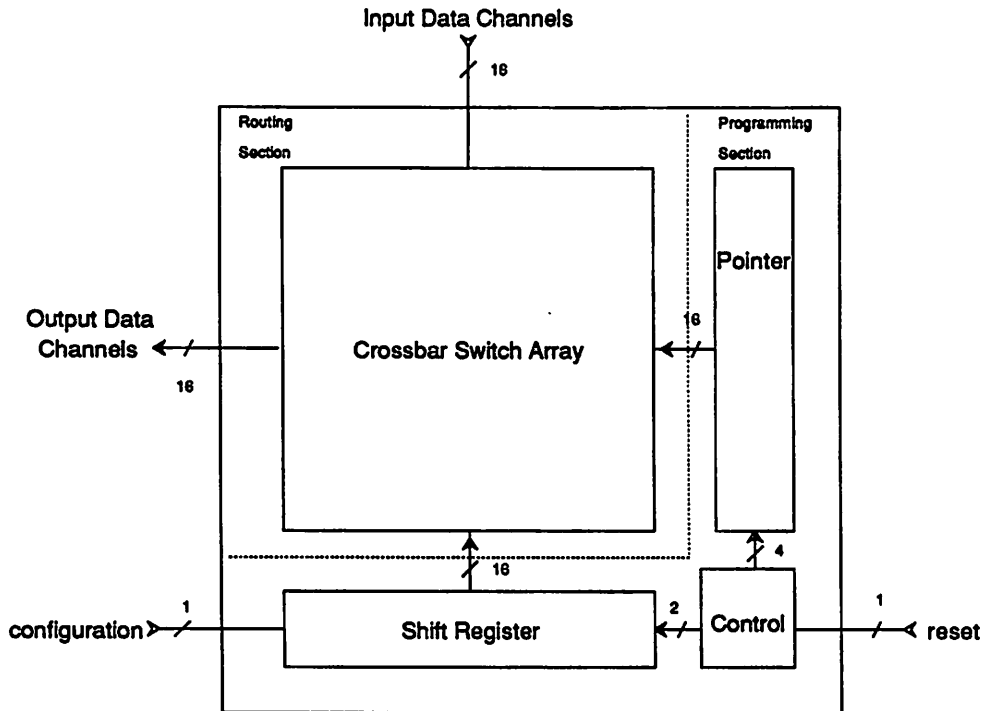 Input Data Channels
16
Routing
Section
Programming
Section
Pointer
16
Output Data
Channels
16
Crossbar Switch Array
16
4
configuration
1
Shift Register
2
Control
1
reset